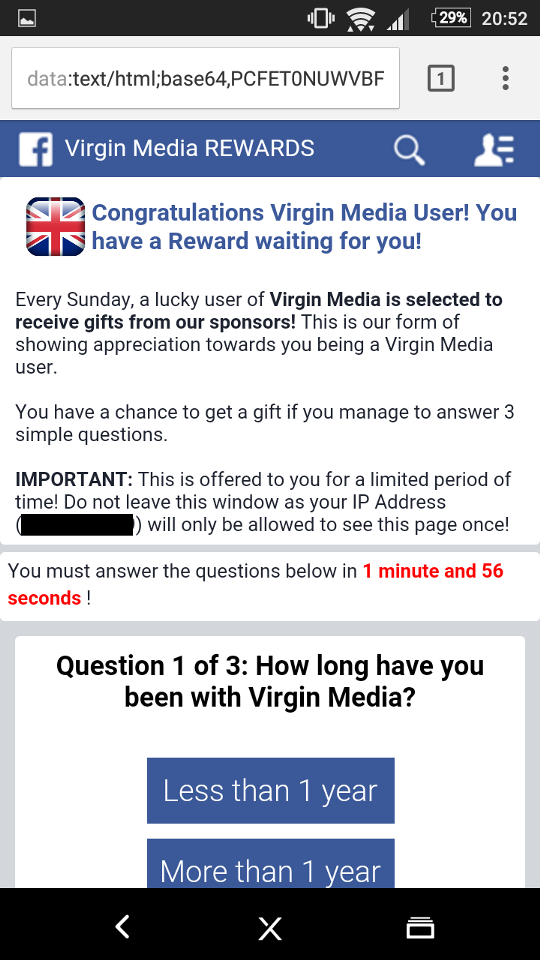 29% 20:52
data:text/html;base64,PCFET0NUWVBF
1
Virgin Media REWARDS
Congratulations Virgin Media User! You
have a Reward waiting for you!
Every Sunday, a lucky user of Virgin Media is selected to
receive gifts from our sponsors! This is our form of
showing appreciation towards you being a Virgin Media
user.
You have a chance to get a gift if you manage to answer 3
simple questions.
IMPORTANT: This is offered to you for a limited period of
time! Do not leave this window as your IP Address
( ) will only be allowed to see this page once!
You must answer the questions below in 1 minute and 56
seconds !
Question 1 of 3: How long have you
been with Virgin Media?
Less than 1 year
More than 1 year